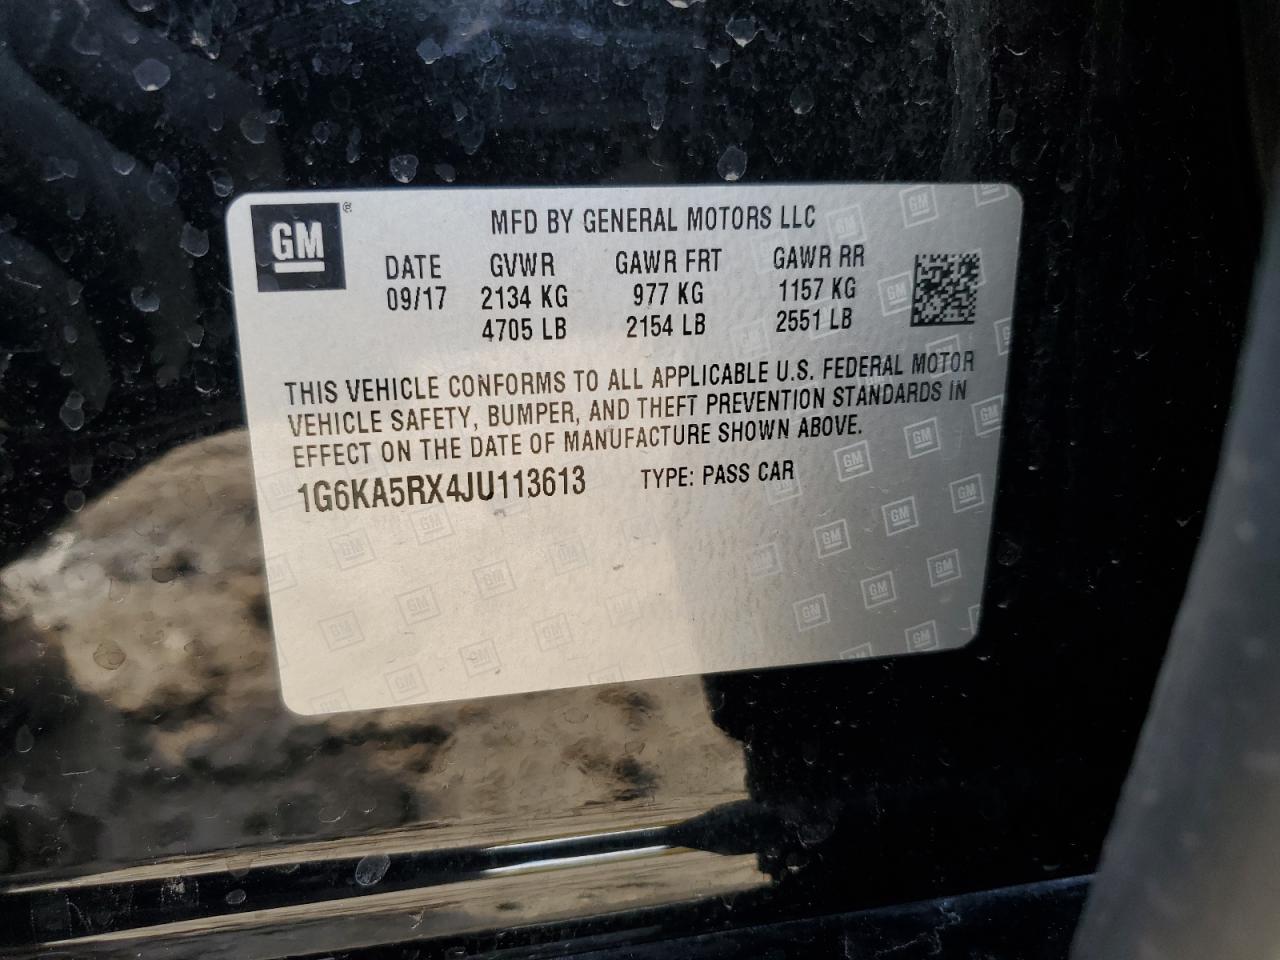 GM®
MFD BY GENERAL MOTORS LLC
DATE GVWR GAWR FRT GAWR RR
09/17 2134 KG 977 KG 1157 KG
4705 LB 2154 LB 2551 LB
THIS VEHICLE CONFORMS TO ALL APPLICABLE U.S. FEDERAL MOTOR
VEHICLE SAFETY, BUMPER, AND THEFT PREVENTION STANDARDS IN
EFFECT ON THE DATE OF MANUFACTURE SHOWN ABOVE.
1G6KA5RX4JU113613 TYPE: PASS CAR